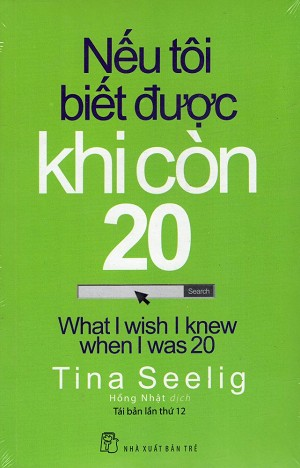 Nếu tôi
biết được
khi còn
20
Search
What I wish I knew
when I was 20
Tina Seelig
Hồng Nhật dịch
Tái bản lần thứ 12
NHÀ XUẤT BẢN TRẺ